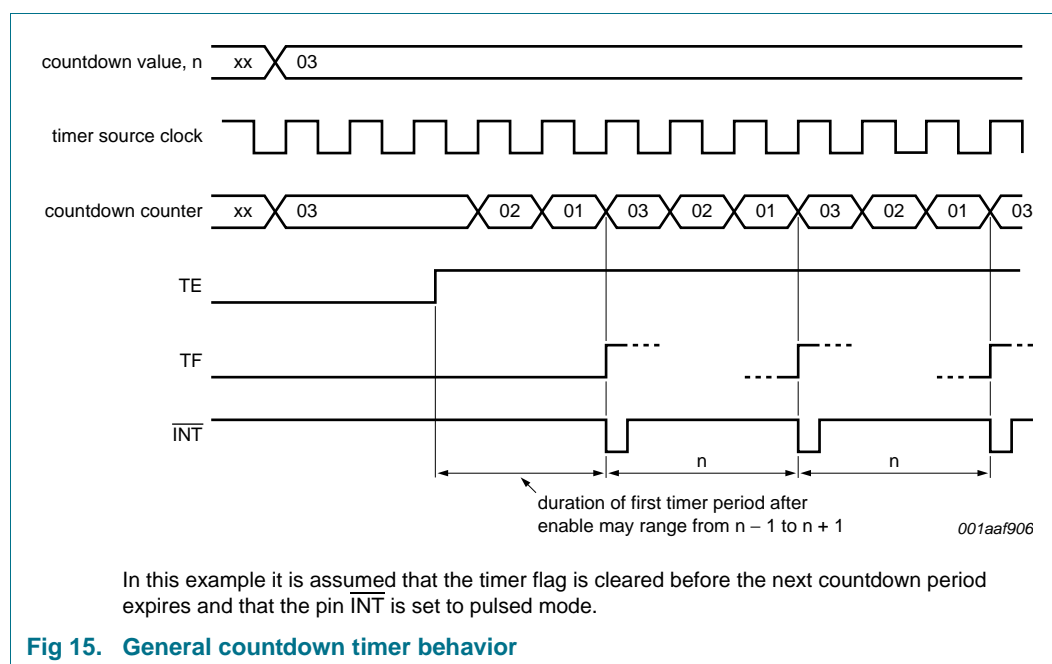 countdown value, n xx 03
timer source clock
countdown counter xx 03 02 01 03 02 01 03 02 01 03
TE
TF
INT
n n
duration of first timer period after
enable may range from n − 1 to n + 1
001aaf906
In this example it is assumed that the timer flag is cleared before the next countdown period
expires and that the pin INT is set to pulsed mode.
Fig 15. General countdown timer behavior